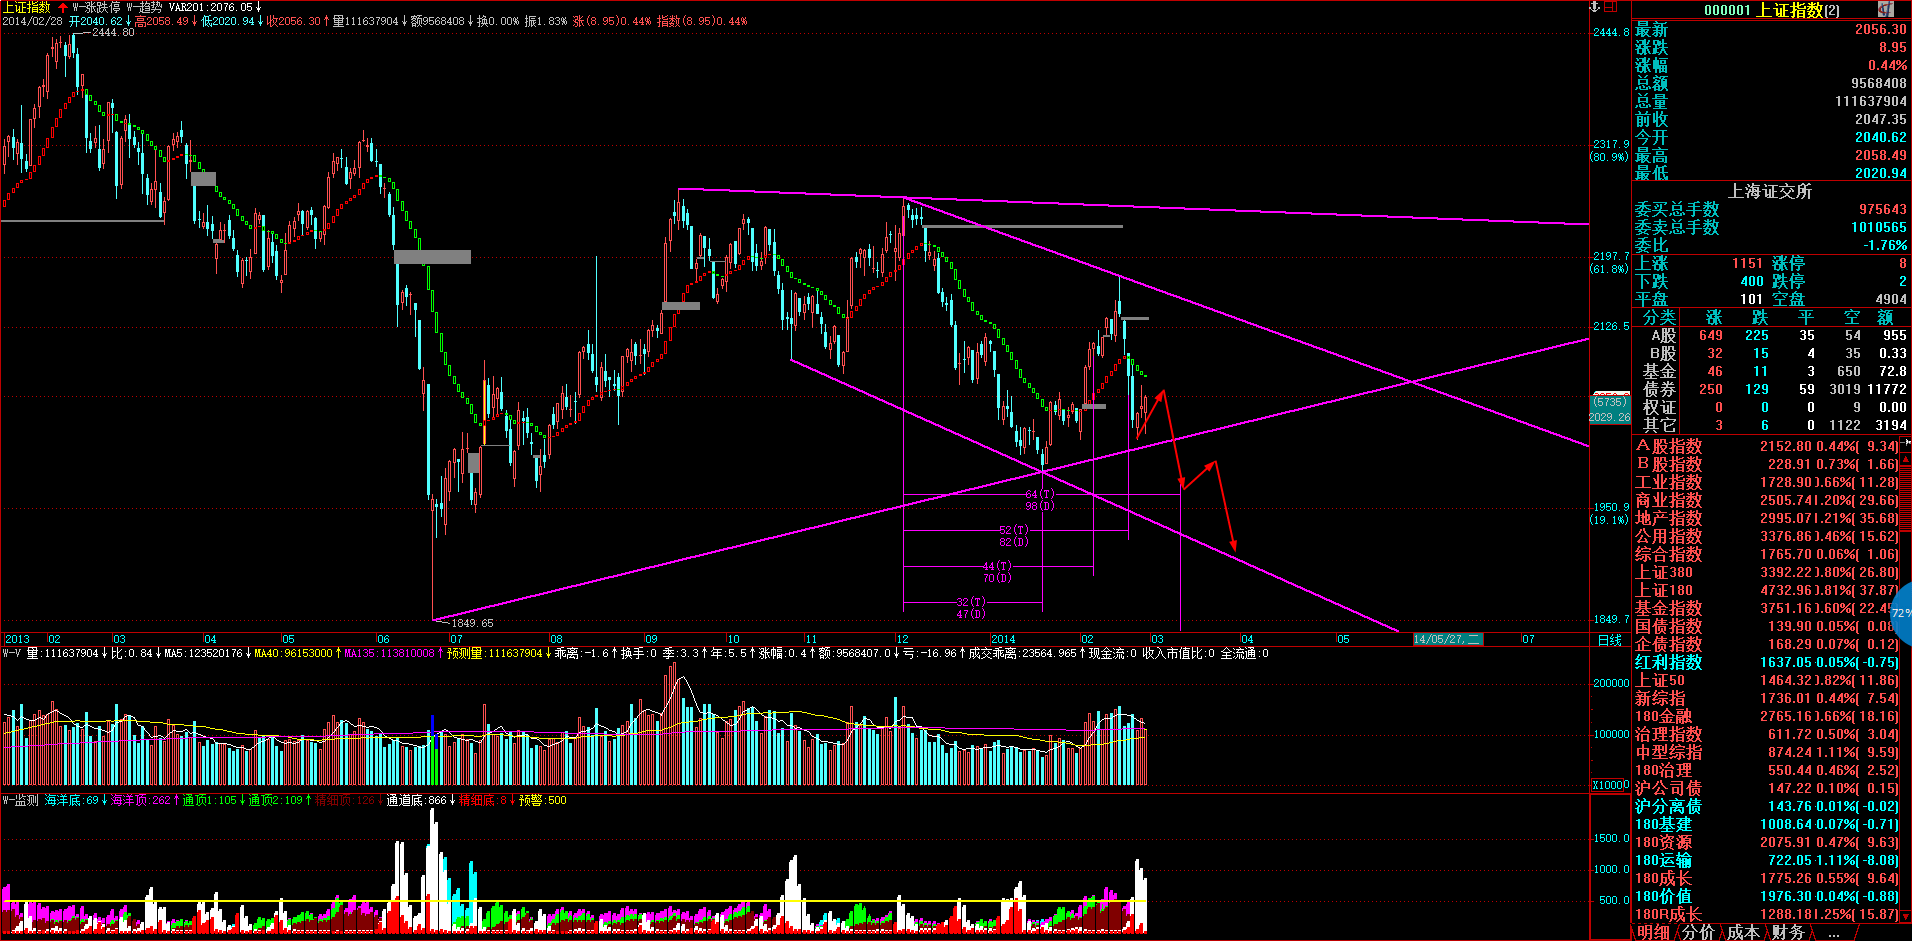 上证指数 W-涨跌停 W-趋势 VAR201:2076.05↓
2014/02/28 开2040.62↓高2058.49↓低2020.94↓收2056.30↑量111637904↓额9568408↓换0.00% 振1.83% 涨(8.95)0.44% 指数(8.95)0.44%
2444.80
1849.65
64(T)
96(D)
52(T)
82(D)
44(T)
70(D)
32(T)
47(D)
2444.8
2317.9
(80.9%)
2197.7
(61.8%)
2126.5
(5735)
2029.26
1950.9
(19.1%)
1849.7
2013 02 03 04 05 06 07 08 09 10 11 12 2014 02 03 04 05 14/05/27,二 07 日线
W-V 量:111637904↓比:0.84↓MA5:123520176↓MA40:96153000↑MA135:113810008↑预测量:111637904↓乖离:-1.6↑换手:0 季:3.3↑年:5.5↑涨幅:0.4↑额:9568407.0↓亏:-16.96↑成交乖离:23564.965↑现金流:0 收入市值比:0 全流通:0
200000
100000
X10000
W-监测 海洋底:69↓海洋顶:262↑通顶1:105↓通顶2:109↑精细顶:126↓通道底:866↓精细底:8↓预警:500
1500.0
1000.0
500.0
000001 上证指数(2)
最新 2056.30
涨跌 8.95
涨幅 0.44%
总额 9568408
总量 111637904
前收 2047.35
今开 2040.62
最高 2058.49
最低 2020.94
上海证交所
委买总手数 975643
委卖总手数 1010565
委比 -1.76%
上涨 1151 涨停 8
下跌 400 跌停 2
平盘 101 空盘 4904
分类 涨 跌 平 空 额
A股 649 225 35 54 955
B股 32 15 4 35 0.33
基金 46 11 3 650 72.8
债券 250 129 59 3019 11772
权证 0 0 0 9 0.00
其它 3 6 0 1122 3194
A股指数 2152.80 0.44%( 9.34)
B股指数 228.91 0.73%( 1.66)
工业指数 1728.90 0.66%( 11.28)
商业指数 2505.74 1.20%( 29.66)
地产指数 2995.07 1.21%( 35.68)
公用指数 3376.86 0.46%( 15.62)
综合指数 1765.70 0.06%( 1.06)
上证380 3392.22 0.80%( 26.80)
上证180 4732.96 0.81%( 37.87)
基金指数 3751.16 0.60%( 22.45
国债指数 139.90 0.05%( 0.08
企债指数 168.29 0.07%( 0.12)
红利指数 1637.05 0.05%( -0.75)
上证50 1464.32 0.82%( 11.86)
新综指 1736.01 0.44%( 7.54)
180金融 2765.16 0.66%( 18.16)
治理指数 611.72 0.50%( 3.04)
中型综指 874.24 1.11%( 9.59)
180治理 550.44 0.46%( 2.52)
沪公司债 147.22 0.10%( 0.15)
沪分离债 143.76 0.01%( -0.02)
180基建 1008.64 0.07%( -0.71)
180资源 2075.91 0.47%( 9.63)
180运输 722.05 1.11%( -8.08)
180成长 1775.26 0.55%( 9.64)
180价值 1976.30 0.04%( -0.88)
180R成长 1288.18 1.25%( 15.87)
72%
明细 分价 成本 财务 ...